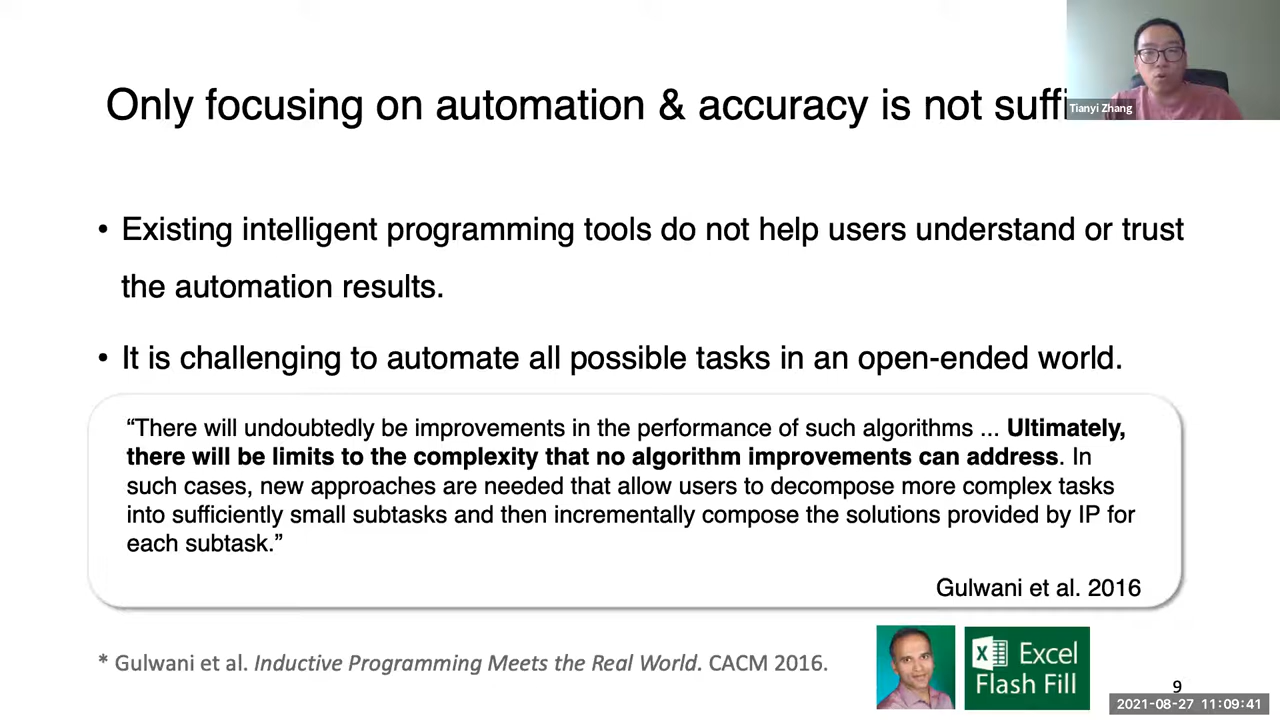 Only focusing on automation & accuracy is not suffi
Tianyi Zhang
• Existing intelligent programming tools do not help users understand or trust
the automation results.
• It is challenging to automate all possible tasks in an open-ended world.
“There will undoubtedly be improvements in the performance of such algorithms ... Ultimately,
there will be limits to the complexity that no algorithm improvements can address. In
such cases, new approaches are needed that allow users to decompose more complex tasks
into sufficiently small subtasks and then incrementally compose the solutions provided by IP for
each subtask.”
Gulwani et al. 2016
* Gulwani et al. Inductive Programming Meets the Real World. CACM 2016.
X Excel
Flash Fill
9
2021-08-27 11:09:41